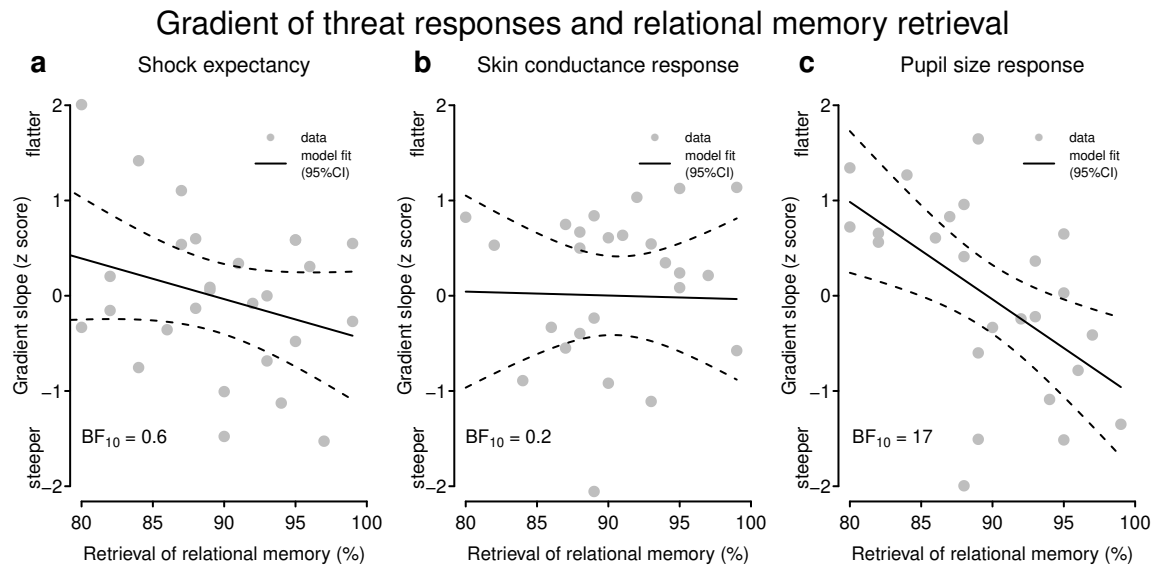 Gradient of threat responses and relational memory retrieval
a
Shock expectancy
2
1
0
−1
−2
flatter
Gradient slope (z score)
steeper
data
model fit
(95%CI)
BF10 = 0.6
80 85 90 95 100
Retrieval of relational memory (%)
b
Skin conductance response
2
1
0
−1
−2
flatter
Gradient slope (z score)
steeper
data
model fit
(95%CI)
BF10 = 0.2
80 85 90 95 100
Retrieval of relational memory (%)
c
Pupil size response
2
1
0
−1
−2
flatter
Gradient slope (z score)
steeper
data
model fit
(95%CI)
BF10 = 17
80 85 90 95 100
Retrieval of relational memory (%)